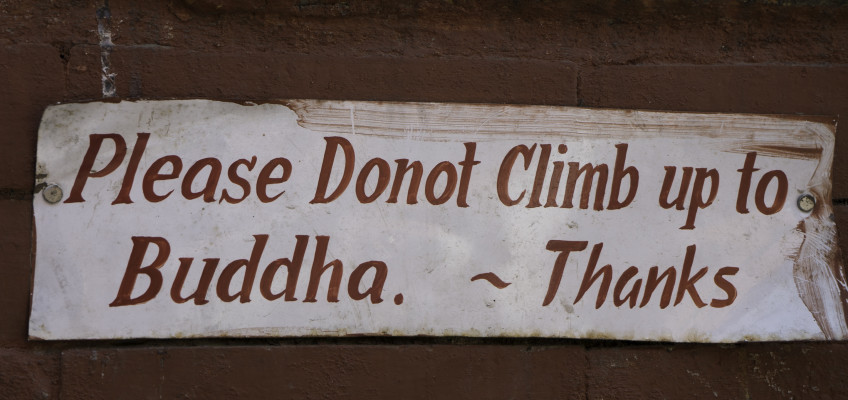 Please Donot Climb up to
Buddha. ~ Thanks